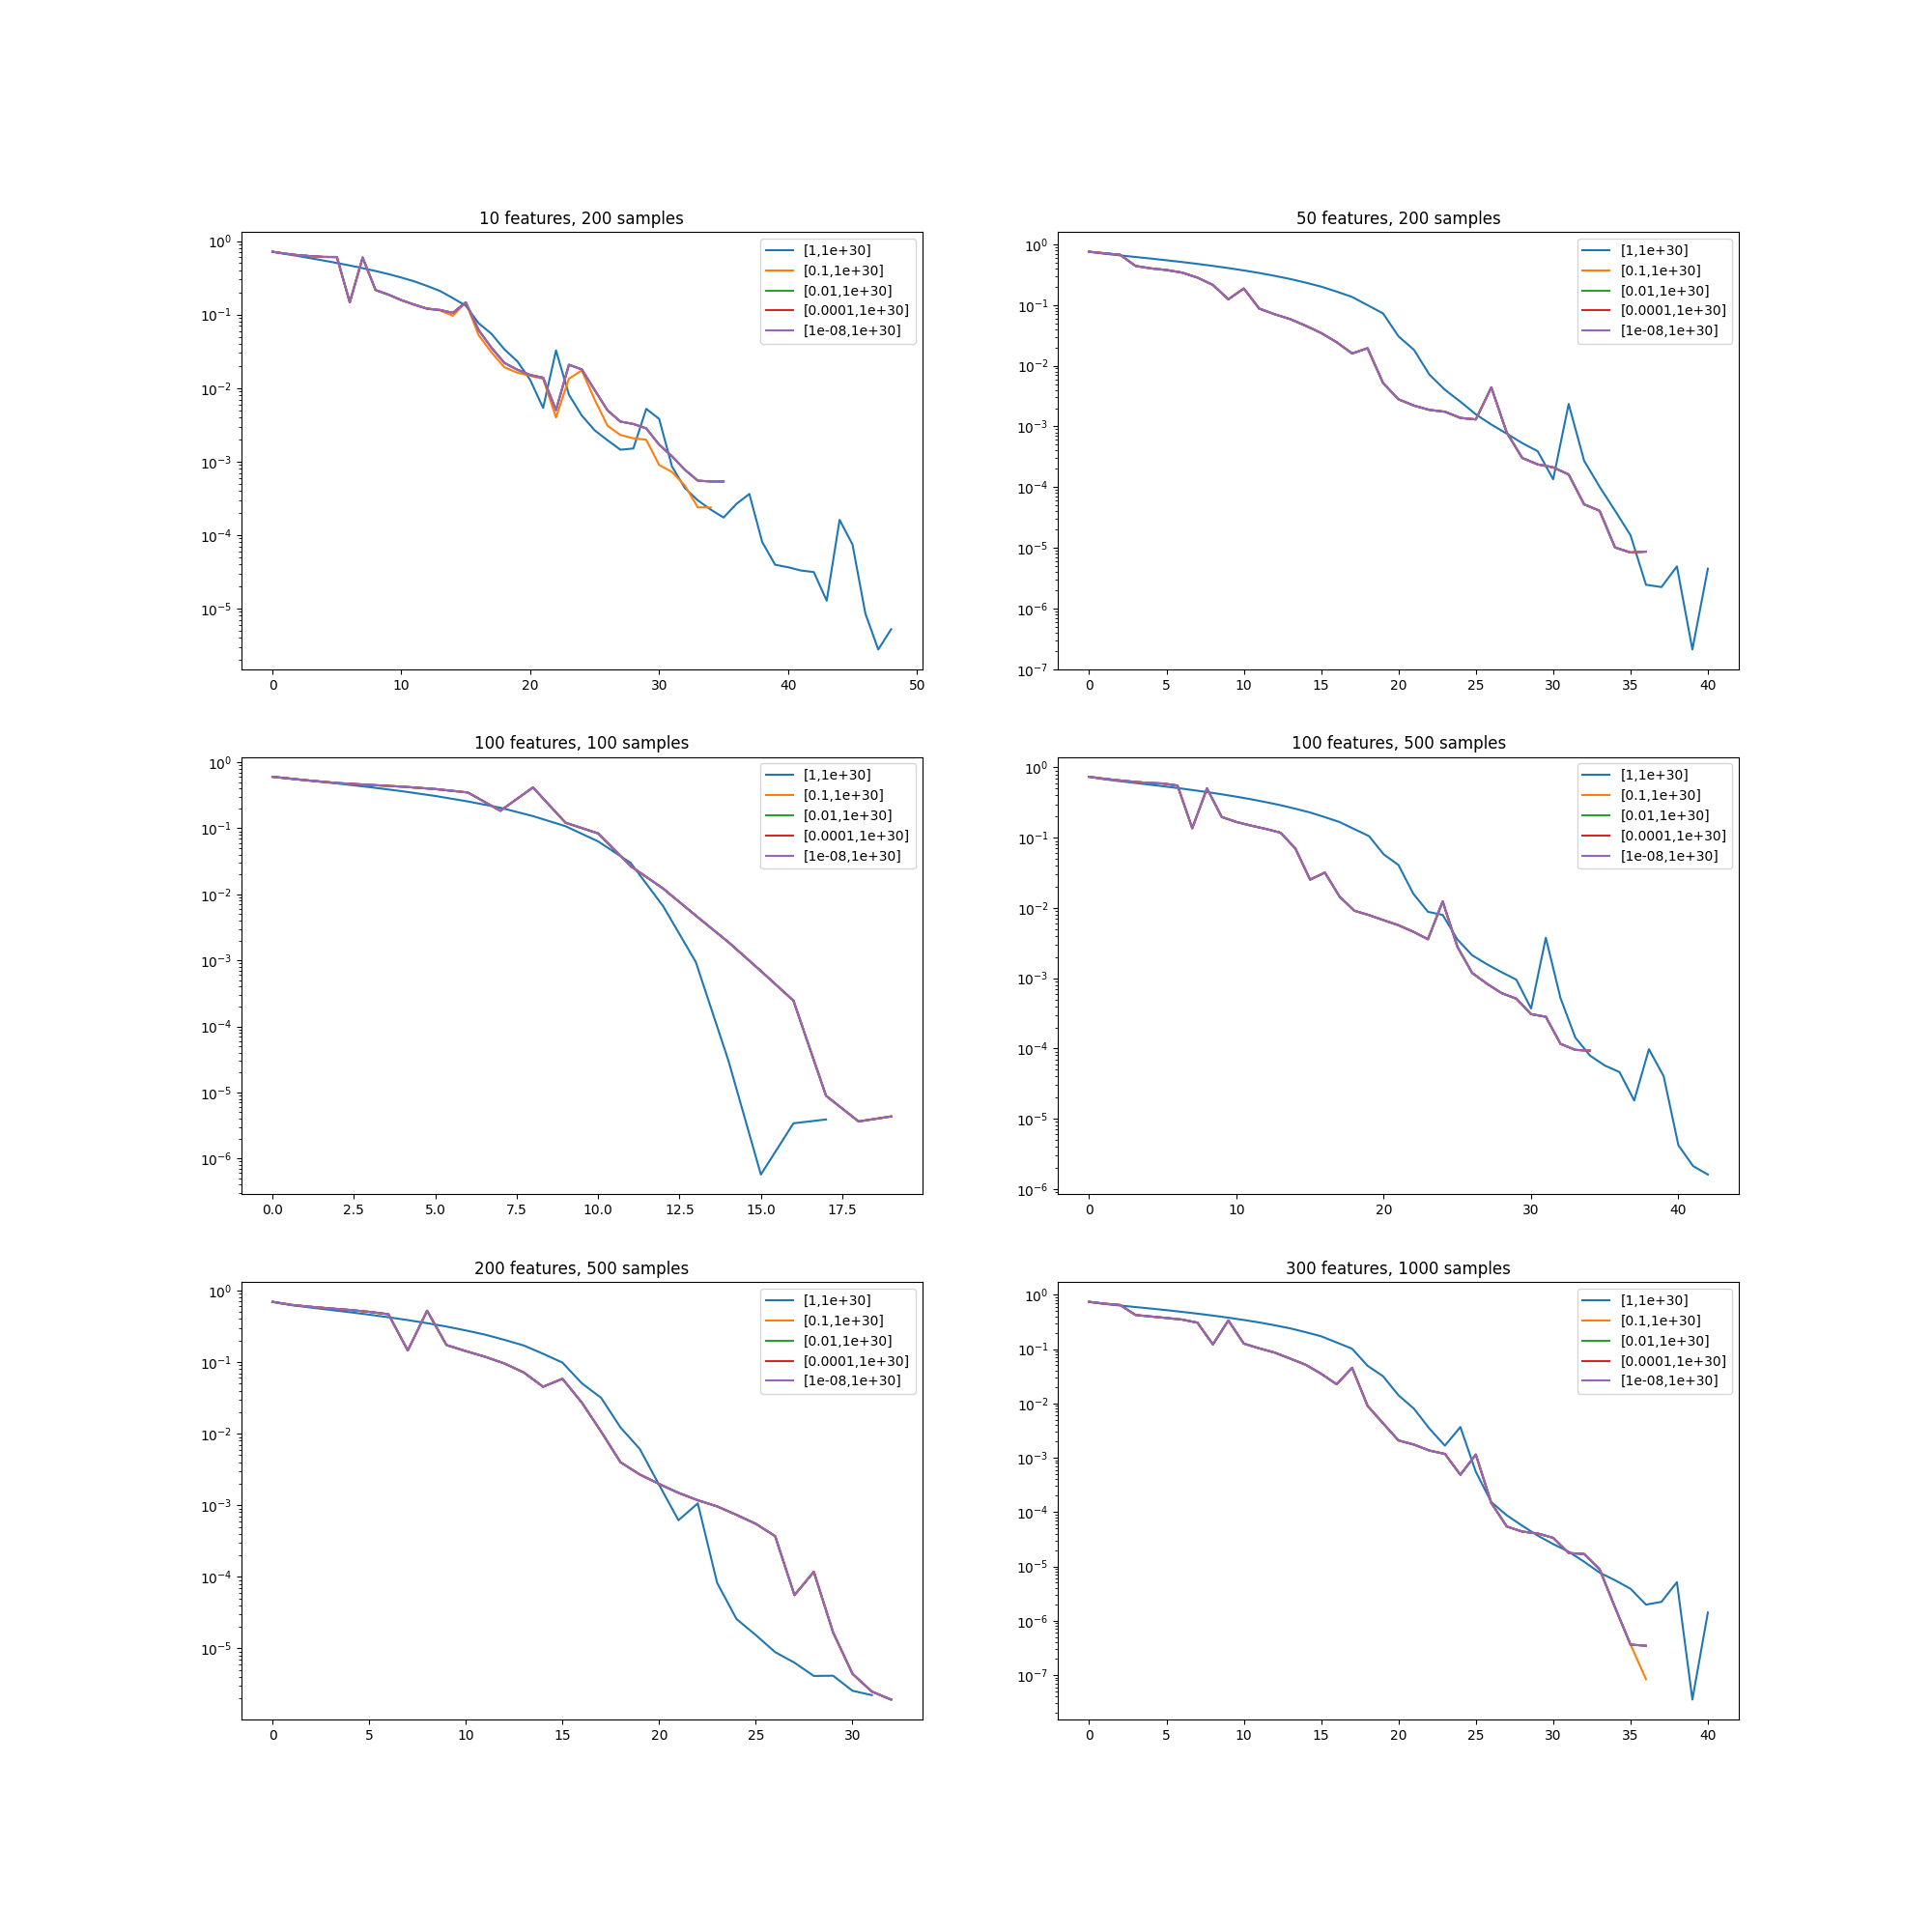 10 features, 200 samples
10⁰
10⁻¹
10⁻²
10⁻³
10⁻⁴
10⁻⁵
0 10 20 30 40 50
[1,1e+30]
[0.1,1e+30]
[0.01,1e+30]
[0.0001,1e+30]
[1e-08,1e+30]
50 features, 200 samples
10⁰
10⁻¹
10⁻²
10⁻³
10⁻⁴
10⁻⁵
10⁻⁶
10⁻⁷
0 5 10 15 20 25 30 35 40
[1,1e+30]
[0.1,1e+30]
[0.01,1e+30]
[0.0001,1e+30]
[1e-08,1e+30]
100 features, 100 samples
10⁰
10⁻¹
10⁻²
10⁻³
10⁻⁴
10⁻⁵
10⁻⁶
0.0 2.5 5.0 7.5 10.0 12.5 15.0 17.5
[1,1e+30]
[0.1,1e+30]
[0.01,1e+30]
[0.0001,1e+30]
[1e-08,1e+30]
100 features, 500 samples
10⁰
10⁻¹
10⁻²
10⁻³
10⁻⁴
10⁻⁵
10⁻⁶
0 10 20 30 40
[1,1e+30]
[0.1,1e+30]
[0.01,1e+30]
[0.0001,1e+30]
[1e-08,1e+30]
200 features, 500 samples
10⁰
10⁻¹
10⁻²
10⁻³
10⁻⁴
10⁻⁵
0 5 10 15 20 25 30
[1,1e+30]
[0.1,1e+30]
[0.01,1e+30]
[0.0001,1e+30]
[1e-08,1e+30]
300 features, 1000 samples
10⁰
10⁻¹
10⁻²
10⁻³
10⁻⁴
10⁻⁵
10⁻⁶
10⁻⁷
0 5 10 15 20 25 30 35 40
[1,1e+30]
[0.1,1e+30]
[0.01,1e+30]
[0.0001,1e+30]
[1e-08,1e+30]